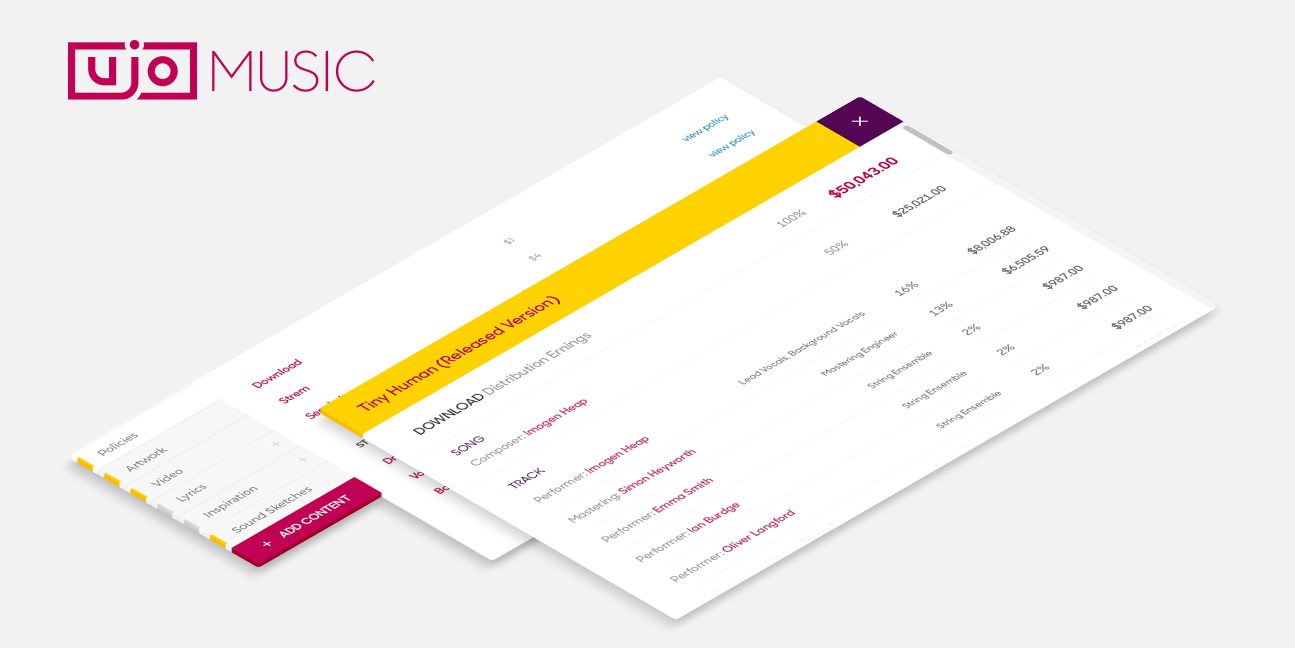 ujo MUSIC
view policy
view policy
$1
$4
Download
Strem
Policies
Artwork
Video
Lyrics +
Inspiration +
Sound Sketches
+ ADD CONTENT
Tiny Human (Released Version)
DOWNLOAD Distribution Ernings 100% $50,043.00
SONG
Composer: Imogen Heap 50% $25,021.00
TRACK
Performer: Imogen Heap Lead Vocals, Background Vocals 16% $8,006.88
Mastering: Simon Heyworth Mastering Engineer 13% $6,505.59
Performer: Emma Smith String Ensemble 2% $987.00
Performer: Ian Burdge String Ensemble 2% $987.00
Performer: Oliver Langford String Ensemble 2% $987.00